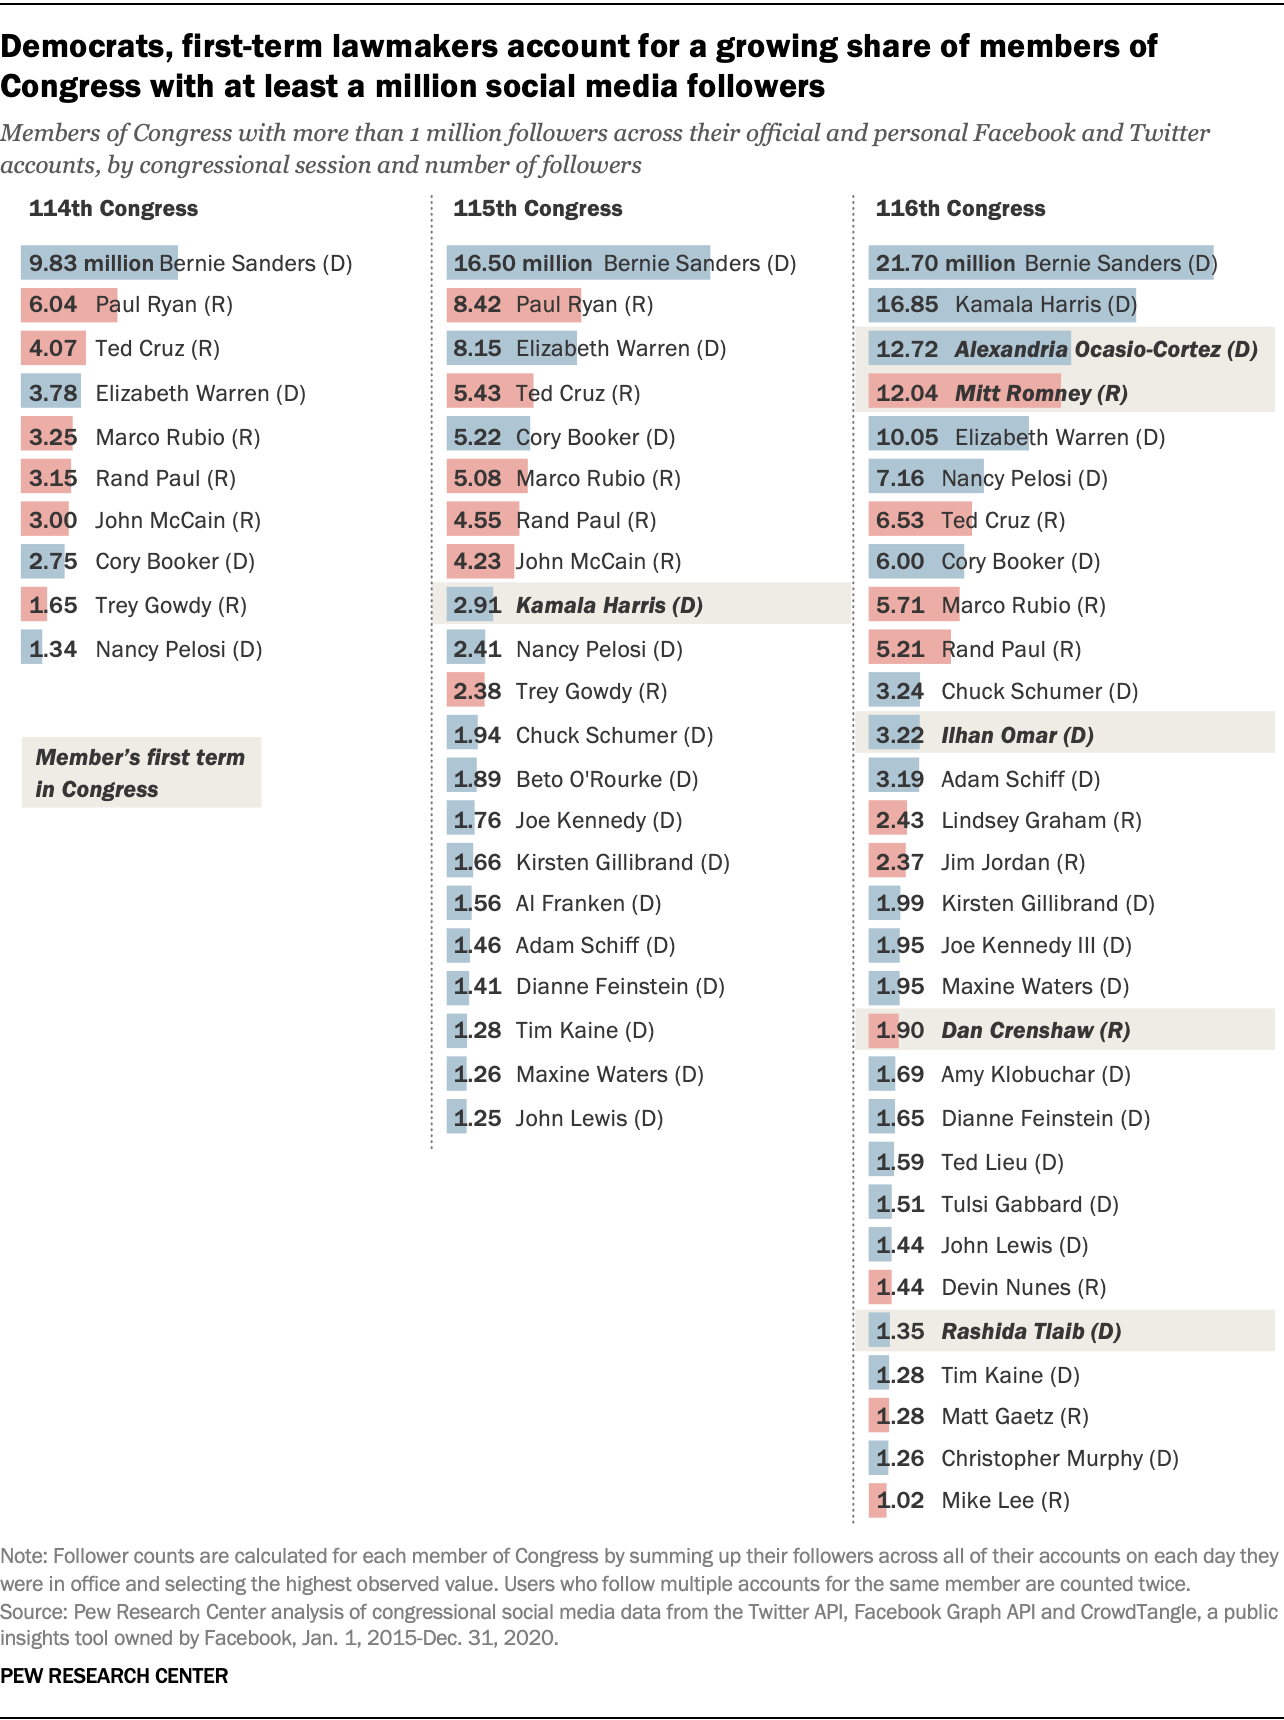 Democrats, first-term lawmakers account for a growing share of members of
Congress with at least a million social media followers
Members of Congress with more than 1 million followers across their official and personal Facebook and Twitter
accounts, by congressional session and number of followers
114th Congress
9.83 million Bernie Sanders (D)
6.04 Paul Ryan (R)
4.07 Ted Cruz (R)
3.78 Elizabeth Warren (D)
3.25 Marco Rubio (R)
3.15 Rand Paul (R)
3.00 John McCain (R)
2.75 Cory Booker (D)
1.65 Trey Gowdy (R)
1.34 Nancy Pelosi (D)
Member's first term
in Congress
115th Congress
16.50 million Bernie Sanders (D)
8.42 Paul Ryan (R)
8.15 Elizabeth Warren (D)
5.43 Ted Cruz (R)
5.22 Cory Booker (D)
5.08 Marco Rubio (R)
4.55 Rand Paul (R)
4.23 John McCain (R)
2.91 Kamala Harris (D)
2.41 Nancy Pelosi (D)
2.38 Trey Gowdy (R)
1.94 Chuck Schumer (D)
1.89 Beto O'Rourke (D)
1.76 Joe Kennedy (D)
1.66 Kirsten Gillibrand (D)
1.56 Al Franken (D)
1.46 Adam Schiff (D)
1.41 Dianne Feinstein (D)
1.28 Tim Kaine (D)
1.26 Maxine Waters (D)
1.25 John Lewis (D)
116th Congress
21.70 million Bernie Sanders (D)
16.85 Kamala Harris (D)
12.72 Alexandria Ocasio-Cortez (D)
12.04 Mitt Romney (R)
10.05 Elizabeth Warren (D)
7.16 Nancy Pelosi (D)
6.53 Ted Cruz (R)
6.00 Cory Booker (D)
5.71 Marco Rubio (R)
5.21 Rand Paul (R)
3.24 Chuck Schumer (D)
3.22 Ilhan Omar (D)
3.19 Adam Schiff (D)
2.43 Lindsey Graham (R)
2.37 Jim Jordan (R)
1.99 Kirsten Gillibrand (D)
1.95 Joe Kennedy III (D)
1.95 Maxine Waters (D)
1.90 Dan Crenshaw (R)
1.69 Amy Klobuchar (D)
1.65 Dianne Feinstein (D)
1.59 Ted Lieu (D)
1.51 Tulsi Gabbard (D)
1.44 John Lewis (D)
1.44 Devin Nunes (R)
1.35 Rashida Tlaib (D)
1.28 Tim Kaine (D)
1.28 Matt Gaetz (R)
1.26 Christopher Murphy (D)
1.02 Mike Lee (R)
Note: Follower counts are calculated for each member of Congress by summing up their followers across all of their accounts on each day they
were in office and selecting the highest observed value. Users who follow multiple accounts for the same member are counted twice.
Source: Pew Research Center analysis of congressional social media data from the Twitter API, Facebook Graph API and CrowdTangle, a public
insights tool owned by Facebook, Jan. 1, 2015-Dec. 31, 2020.
PEW RESEARCH CENTER